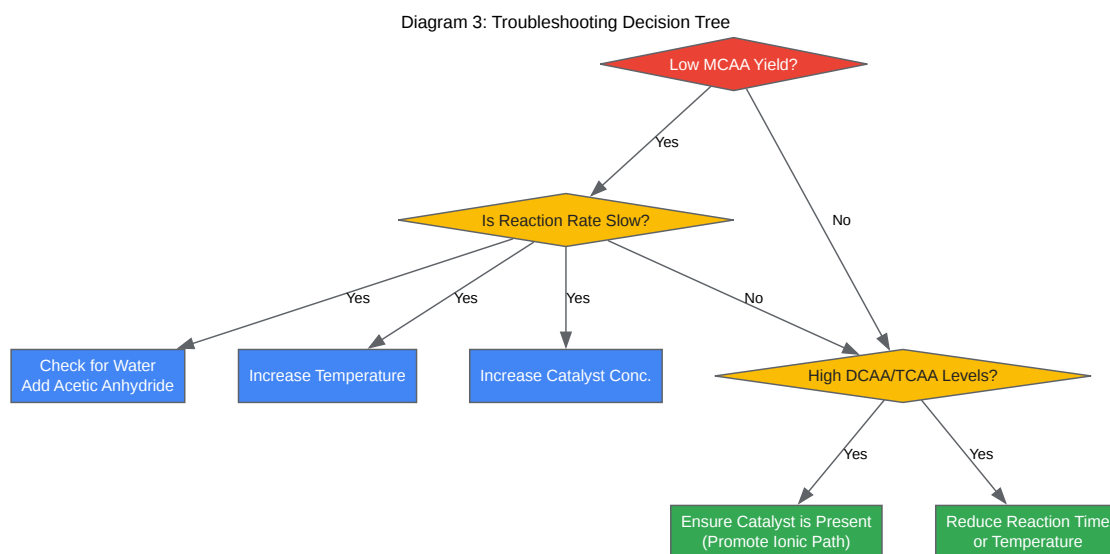 Diagram 3: Troubleshooting Decision Tree
Low MCAA Yield?
Yes
No
Is Reaction Rate Slow?
Yes
Yes
Yes
No
Check for Water
Add Acetic Anhydride
Increase Temperature
Increase Catalyst Conc.
High DCAA/TCAA Levels?
Yes
Yes
Ensure Catalyst is Present
(Promote Ionic Path)
Reduce Reaction Time
or Temperature